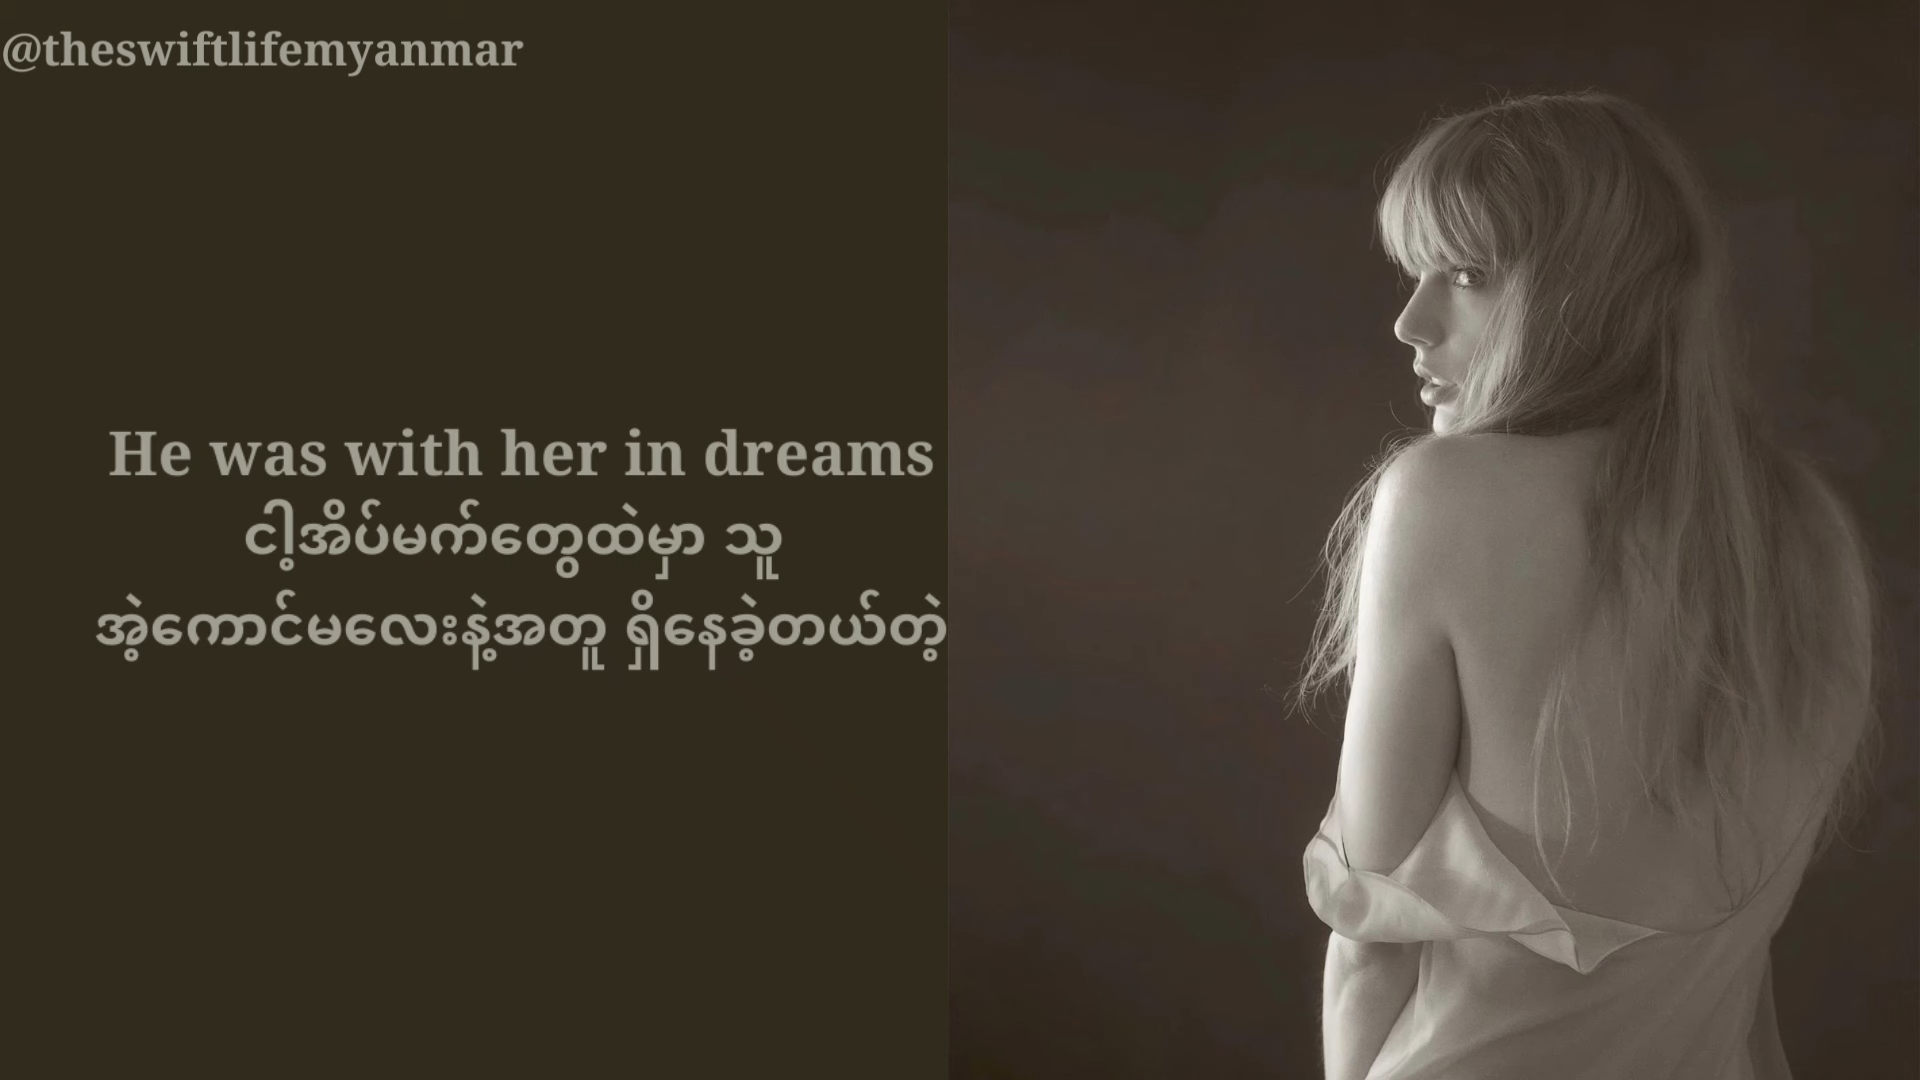 @theswiftlifemyanmar
He was with her in dreams
ငါ့အိပ်မက်တွေထဲမှာ သူ
အဲ့ကောင်မလေးနဲ့အတူ ရှိနေခဲ့တယ်တဲ့